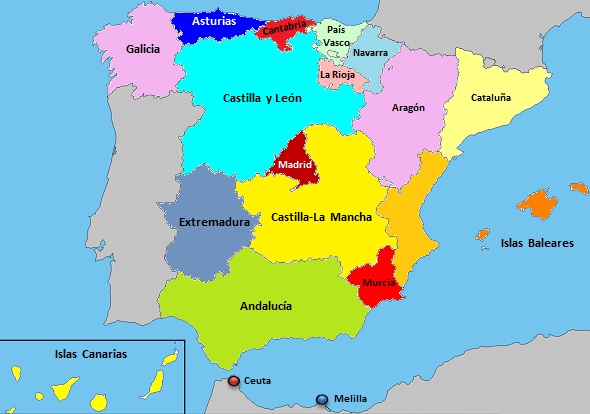 Asturias
Cantabria
País
Vasco
Navarra
Galicia
La Rioja
Castilla y León
Aragón
Cataluña
Madrid
Extremadura
Castilla-La Mancha
Islas Baleares
Murcia
Andalucía
Islas Canarias
Ceuta
Melilla